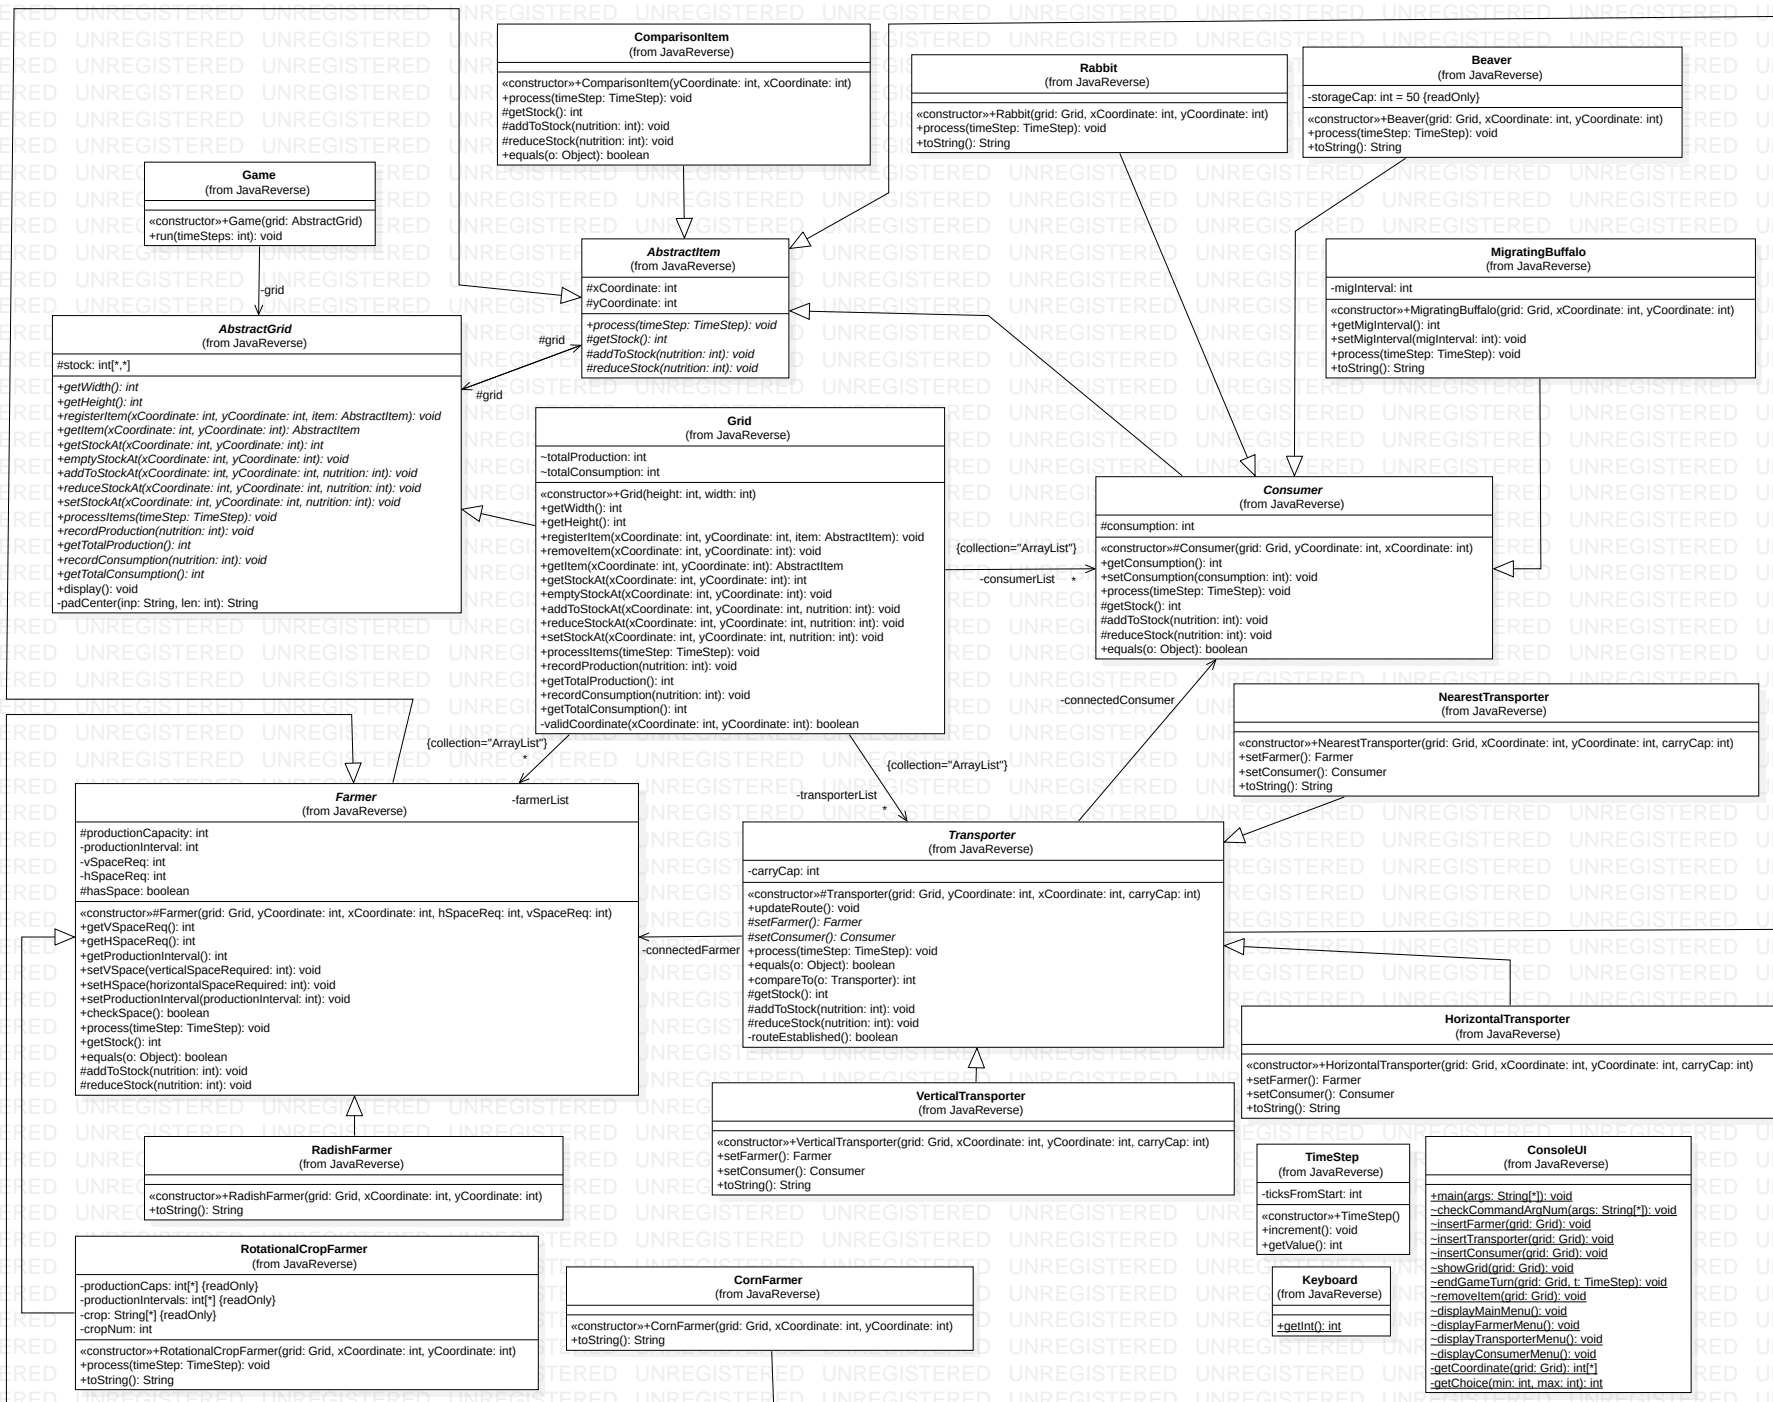 ComparisonItem
(from JavaReverse)
«constructor»+ComparisonItem(yCoordinate: int, xCoordinate: int)
+process(timeStep: TimeStep): void
#getStock(): int
#addToStock(nutrition: int): void
#reduceStock(nutrition: int): void
+equals(o: Object): boolean
Rabbit
(from JavaReverse)
«constructor»+Rabbit(grid: Grid, xCoordinate: int, yCoordinate: int)
+process(timeStep: TimeStep): void
+toString(): String
Beaver
(from JavaReverse)
-storageCap: int = 50 {readOnly}
«constructor»+Beaver(grid: Grid, xCoordinate: int, yCoordinate: int)
+process(timeStep: TimeStep): void
+toString(): String
Game
(from JavaReverse)
«constructor»+Game(grid: AbstractGrid)
+run(timeSteps: int): void
-grid
AbstractItem
(from JavaReverse)
#xCoordinate: int
#yCoordinate: int
+process(timeStep: TimeStep): void
#getStock(): int
#addToStock(nutrition: int): void
#reduceStock(nutrition: int): void
MigratingBuffalo
(from JavaReverse)
-migInterval: int
«constructor»+MigratingBuffalo(grid: Grid, xCoordinate: int, yCoordinate: int)
+getMigInterval(): int
+setMigInterval(migInterval: int): void
+process(timeStep: TimeStep): void
+toString(): String
AbstractGrid
(from JavaReverse)
#stock: int[*,*]
+getWidth(): int
+getHeight(): int
+registerItem(xCoordinate: int, yCoordinate: int, item: AbstractItem): void
+getItem(xCoordinate: int, yCoordinate: int): AbstractItem
+getStockAt(xCoordinate: int, yCoordinate: int): int
+emptyStockAt(xCoordinate: int, yCoordinate: int): void
+addToStockAt(xCoordinate: int, yCoordinate: int, nutrition: int): void
+reduceStockAt(xCoordinate: int, yCoordinate: int, nutrition: int): void
+setStockAt(xCoordinate: int, yCoordinate: int, nutrition: int): void
+processItems(timeStep: TimeStep): void
+recordProduction(nutrition: int): void
+getTotalProduction(): int
+recordConsumption(nutrition: int): void
+getTotalConsumption(): int
+display(): void
-padCenter(inp: String, len: int): String
#grid
#grid
Grid
(from JavaReverse)
~totalProduction: int
~totalConsumption: int
«constructor»+Grid(height: int, width: int)
+getWidth(): int
+getHeight(): int
+registerItem(xCoordinate: int, yCoordinate: int, item: AbstractItem): void
+removeItem(xCoordinate: int, yCoordinate: int): void
+getItem(xCoordinate: int, yCoordinate: int): AbstractItem
+getStockAt(xCoordinate: int, yCoordinate: int): int
+emptyStockAt(xCoordinate: int, yCoordinate: int): void
+addToStockAt(xCoordinate: int, yCoordinate: int, nutrition: int): void
+reduceStockAt(xCoordinate: int, yCoordinate: int, nutrition: int): void
+setStockAt(xCoordinate: int, yCoordinate: int, nutrition: int): void
+processItems(timeStep: TimeStep): void
+recordProduction(nutrition: int): void
+getTotalProduction(): int
+recordConsumption(nutrition: int): void
+getTotalConsumption(): int
-validCoordinate(xCoordinate: int, yCoordinate: int): boolean
{collection="ArrayList"}
-consumerList
*
Consumer
(from JavaReverse)
#consumption: int
«constructor»#Consumer(grid: Grid, yCoordinate: int, xCoordinate: int)
+getConsumption(): int
+setConsumption(consumption: int): void
+process(timeStep: TimeStep): void
#getStock(): int
#addToStock(nutrition: int): void
#reduceStock(nutrition: int): void
+equals(o: Object): boolean
-connectedConsumer
NearestTransporter
(from JavaReverse)
«constructor»+NearestTransporter(grid: Grid, xCoordinate: int, yCoordinate: int, carryCap: int)
+setFarmer(): Farmer
+setConsumer(): Consumer
+toString(): String
{collection="ArrayList"}
*
-farmerList
{collection="ArrayList"}
-transporterList
*
Farmer
(from JavaReverse)
#productionCapacity: int
-productionInterval: int
-vSpaceReq: int
-hSpaceReq: int
#hasSpace: boolean
«constructor»#Farmer(grid: Grid, yCoordinate: int, xCoordinate: int, hSpaceReq: int, vSpaceReq: int)
+getVSpaceReq(): int
+getHSpaceReq(): int
+getProductionInterval(): int
+setVSpace(verticalSpaceRequired: int): void
+setHSpace(horizontalSpaceRequired: int): void
+setProductionInterval(productionInterval: int): void
+checkSpace(): boolean
+process(timeStep: TimeStep): void
+getStock(): int
+equals(o: Object): boolean
#addToStock(nutrition: int): void
#reduceStock(nutrition: int): void
-connectedFarmer
Transporter
(from JavaReverse)
-carryCap: int
«constructor»#Transporter(grid: Grid, yCoordinate: int, xCoordinate: int, carryCap: int)
+updateRoute(): void
#setFarmer(): Farmer
#setConsumer(): Consumer
+process(timeStep: TimeStep): void
+equals(o: Object): boolean
+compareTo(o: Transporter): int
#getStock(): int
#addToStock(nutrition: int): void
#reduceStock(nutrition: int): void
-routeEstablished(): boolean
HorizontalTransporter
(from JavaReverse)
«constructor»+HorizontalTransporter(grid: Grid, xCoordinate: int, yCoordinate: int, carryCap: int)
+setFarmer(): Farmer
+setConsumer(): Consumer
+toString(): String
VerticalTransporter
(from JavaReverse)
«constructor»+VerticalTransporter(grid: Grid, xCoordinate: int, yCoordinate: int, carryCap: int)
+setFarmer(): Farmer
+setConsumer(): Consumer
+toString(): String
RadishFarmer
(from JavaReverse)
«constructor»+RadishFarmer(grid: Grid, xCoordinate: int, yCoordinate: int)
+toString(): String
TimeStep
(from JavaReverse)
-ticksFromStart: int
«constructor»+TimeStep()
+increment(): void
+getValue(): int
ConsoleUI
(from JavaReverse)
+main(args: String[*]): void
~checkCommandArgNum(args: String[*]): void
~insertFarmer(grid: Grid): void
~insertTransporter(grid: Grid): void
~insertConsumer(grid: Grid): void
~showGrid(grid: Grid): void
~endGameTurn(grid: Grid, t: TimeStep): void
~removeItem(grid: Grid): void
~displayMainMenu(): void
~displayFarmerMenu(): void
~displayTransporterMenu(): void
~displayConsumerMenu(): void
-getCoordinate(grid: Grid): int[*]
-getChoice(min: int, max: int): int
RotationalCropFarmer
(from JavaReverse)
-productionCaps: int[*] {readOnly}
-productionIntervals: int[*] {readOnly}
-crop: String[*] {readOnly}
-cropNum: int
«constructor»+RotationalCropFarmer(grid: Grid, xCoordinate: int, yCoordinate: int)
+process(timeStep: TimeStep): void
+toString(): String
CornFarmer
(from JavaReverse)
«constructor»+CornFarmer(grid: Grid, xCoordinate: int, yCoordinate: int)
+toString(): String
Keyboard
(from JavaReverse)
+getInt(): int